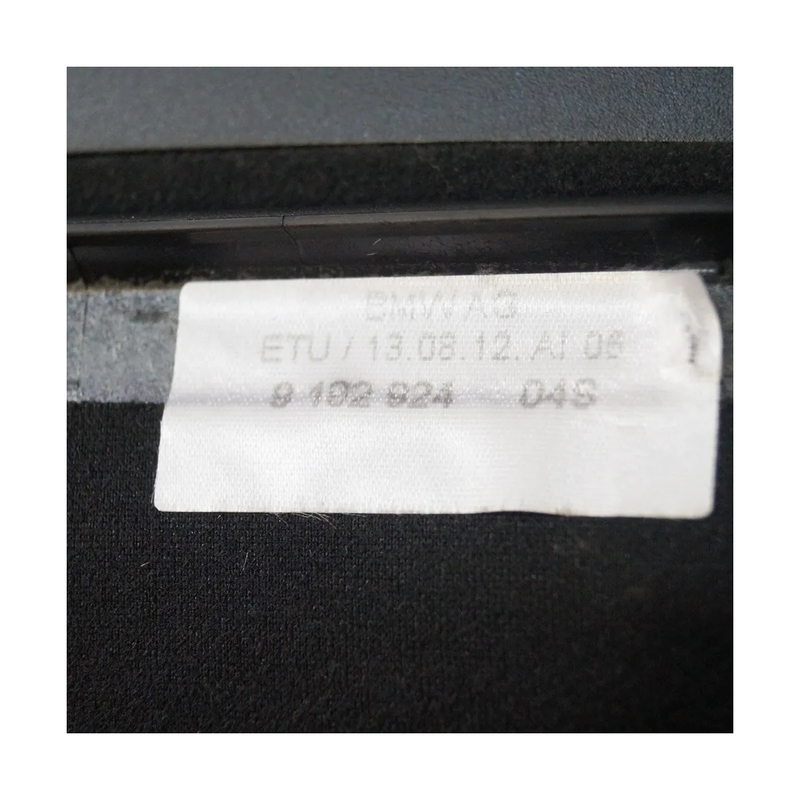 BMW AG
ETU / 13.08.12. AI 06
9 192 924 04S